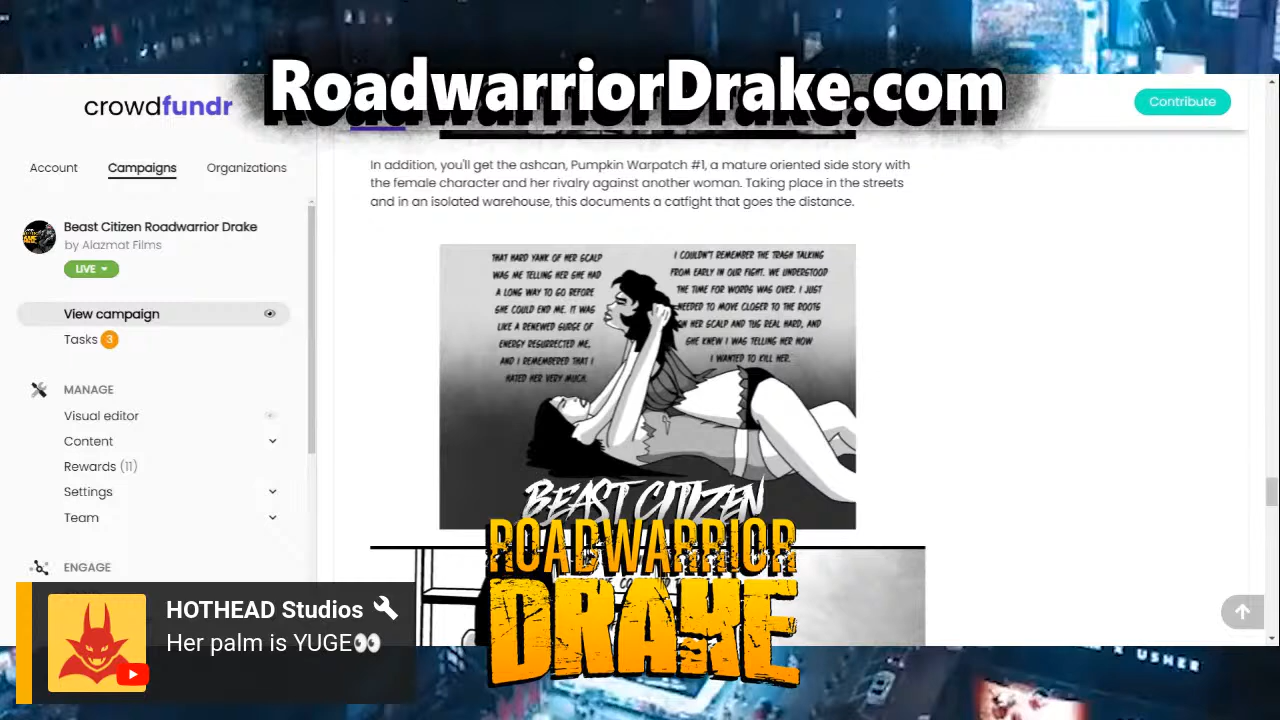 RoadwarriorDrake.com
crowdfundr
Contribute
Account
Campaigns
Organizations
Beast Citizen Roadwarrior Drake
by Alazmat Films
LIVE
View campaign
Tasks 3
MANAGE
Visual editor
Content
Rewards (11)
Settings
Team
ENGAGE
In addition, you'll get the ashcan, Pumpkin Warpatch #1, a mature oriented side story with
the female character and her rivalry against another woman. Taking place in the streets
and in an isolated warehouse, this documents a catfight that goes the distance.
THAT HARD YANK OF HER SCALP
WAS ME TELLING HER SHE HAD
A LONG WAY TO GO BEFORE
SHE COULD END ME. IT WAS
LIKE A RENEWED SURGE OF
ENERGY RESURRECTED ME,
AND I REMEMBERED THAT I
HATED HER VERY MUCH.
I COULDN'T REMEMBER THE TRASH TALKING
FROM EARLY IN OUR FIGHT. WE UNDERSTOOD
THE TIME FOR WORDS WAS OVER. I JUST
NEEDED TO MOVE CLOSER TO THE ROOTS
ON HER SCALP AND TUG REAL HARD, AND
SHE KNEW I WAS TELLING HER HOW
I WANTED TO KILL HER.
BEAST CITIZEN
ROADWARRIOR
DRAKE
HOTHEAD Studios
Her palm is YUGE👀
USHER